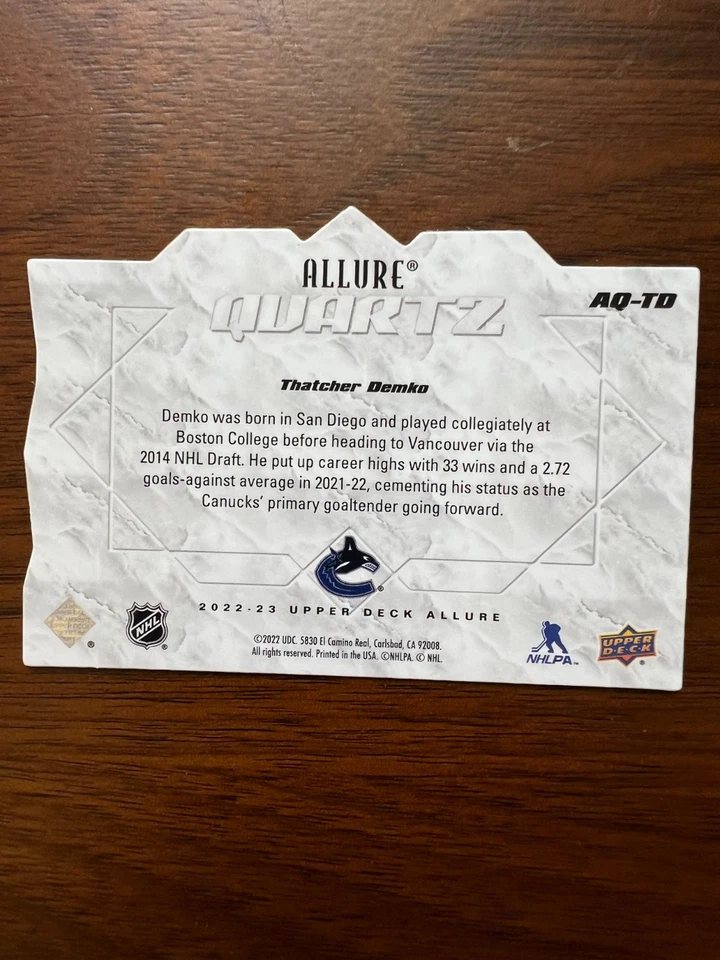 ALLURE®
QUARTZ
AQ-TD
Thatcher Demko
Demko was born in San Diego and played collegiately at
Boston College before heading to Vancouver via the
2014 NHL Draft. He put up career highs with 33 wins and a 2.72
goals-against average in 2021-22, cementing his status as the
Canucks' primary goaltender going forward.
®
2022-23 UPPER DECK ALLURE
®
NHL
®
©2022 UDC. 5830 El Camino Real, Carlsbad, CA 92008.
All rights reserved. Printed in the USA. ©NHLPA. © NHL.
NHLPA™
UPPER
DECK
®